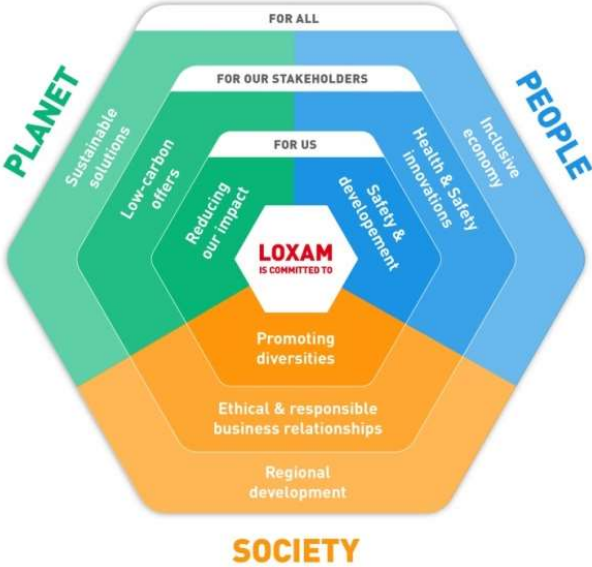 FOR ALL
FOR OUR STAKEHOLDERS
FOR US
PLANET
PEOPLE
Sustainable
solutions
Low-carbon
offers
Reducing
our impact
Safety &
developement
Health & Safety
innovations
Inclusive
economy
LOXAM
IS COMMITTED TO
Promoting
diversities
Ethical & responsible
business relationships
Regional
development
SOCIETY